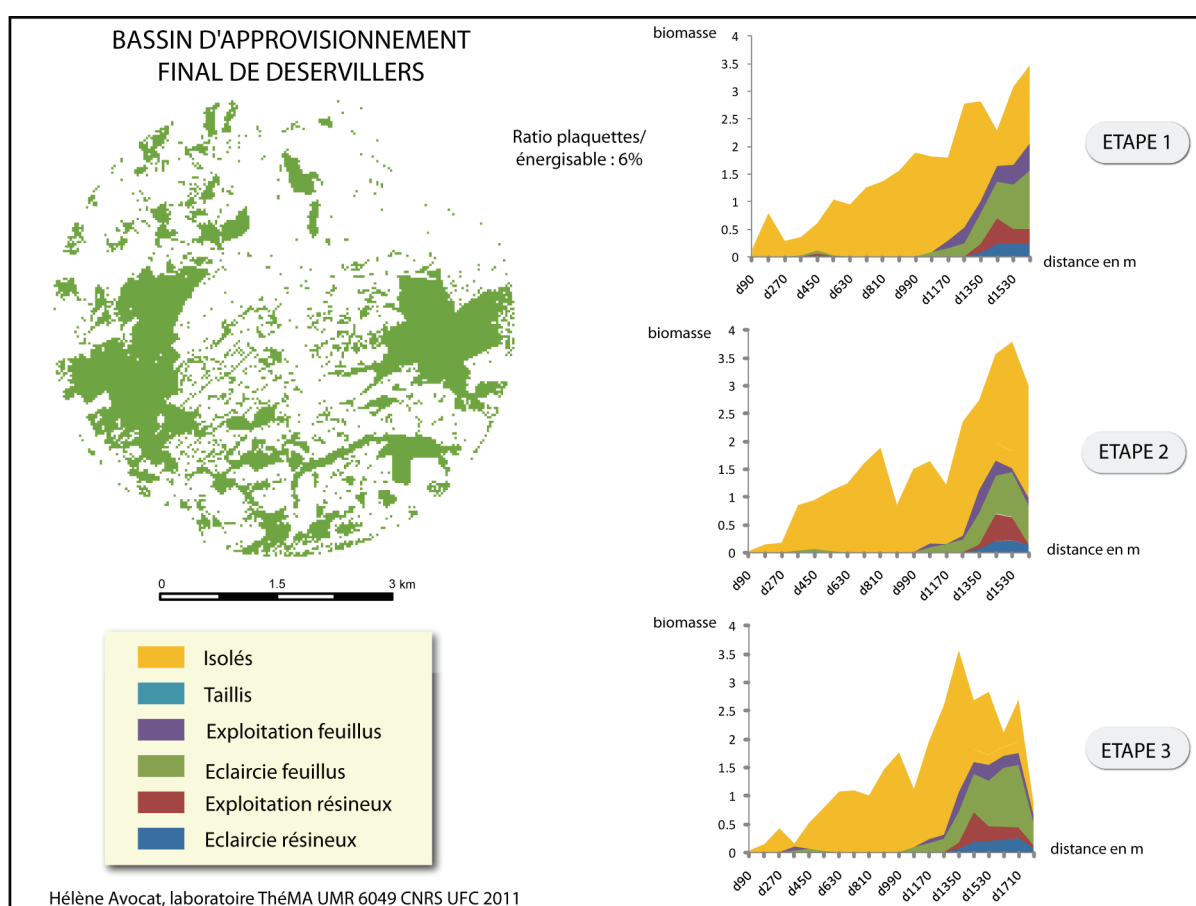 BASSIN D'APPROVISIONNEMENT
FINAL DE DESERVILLERS
Ratio plaquettes/
énergisable : 6%
0 1.5 3 km
Isolés
Taillis
Exploitation feuillus
Eclaircie feuillus
Exploitation résineux
Eclaircie résineux
Hélène Avocat, laboratoire ThéMA UMR 6049 CNRS UFC 2011
biomasse
4
3.5
3
2.5
2
1.5
1
0.5
0
d90 d270 d450 d630 d810 d990 d1170 d1350 d1530
distance en m
ETAPE 1
biomasse
4
3.5
3
2.5
2
1.5
1
0.5
0
d90 d270 d450 d630 d810 d990 d1170 d1350 d1530
distance en m
ETAPE 2
biomasse
4
3.5
3
2.5
2
1.5
1
0.5
0
d90 d270 d450 d630 d810 d990 d1170 d1350 d1530 d1710
distance en m
ETAPE 3